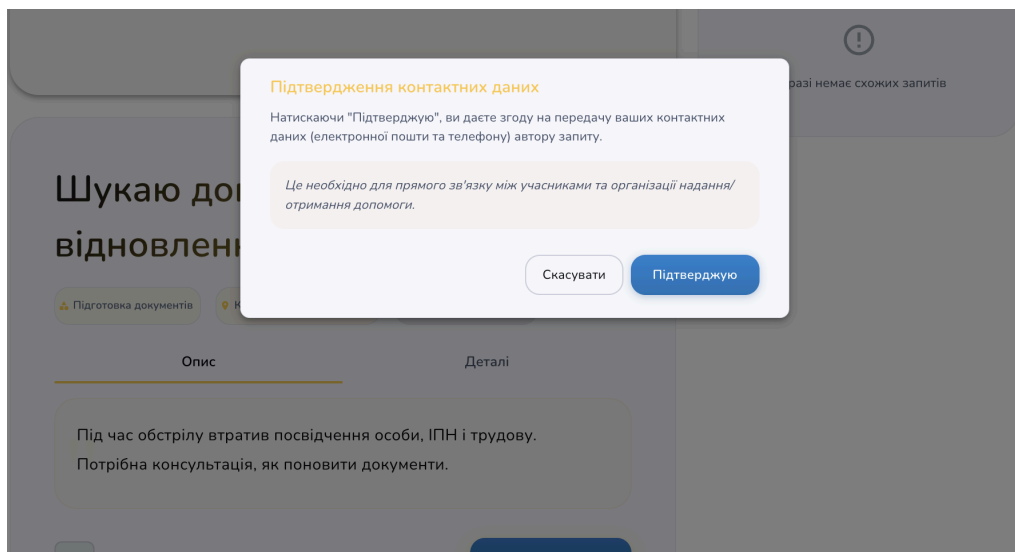 разі немає схожих запитів
Підтвердження контактних даних
Натискаючи "Підтверджую", ви даєте згоду на передачу ваших контактних
даних (електронної пошти та телефону) автору запиту.
Це необхідно для прямого зв'язку між учасниками та організації надання/
отримання допомоги.
Скасувати
Підтверджую
Шукаю
відновленн
Підготовка документів
К
Опис
Деталі
Під час обстрілу втратив посвідчення особи, ІПН і трудову.
Потрібна консультація, як поновити документи.